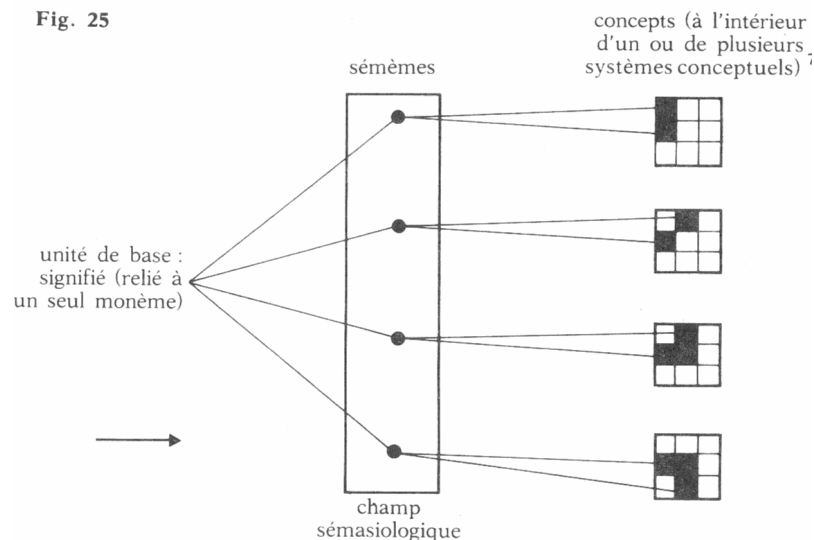 Fig. 25
concepts (à l'intérieur
d'un ou de plusieurs
systèmes conceptuels) 7
sémèmes
unité de base :
signifié (relié à
un seul monème)
champ
sémasiologique